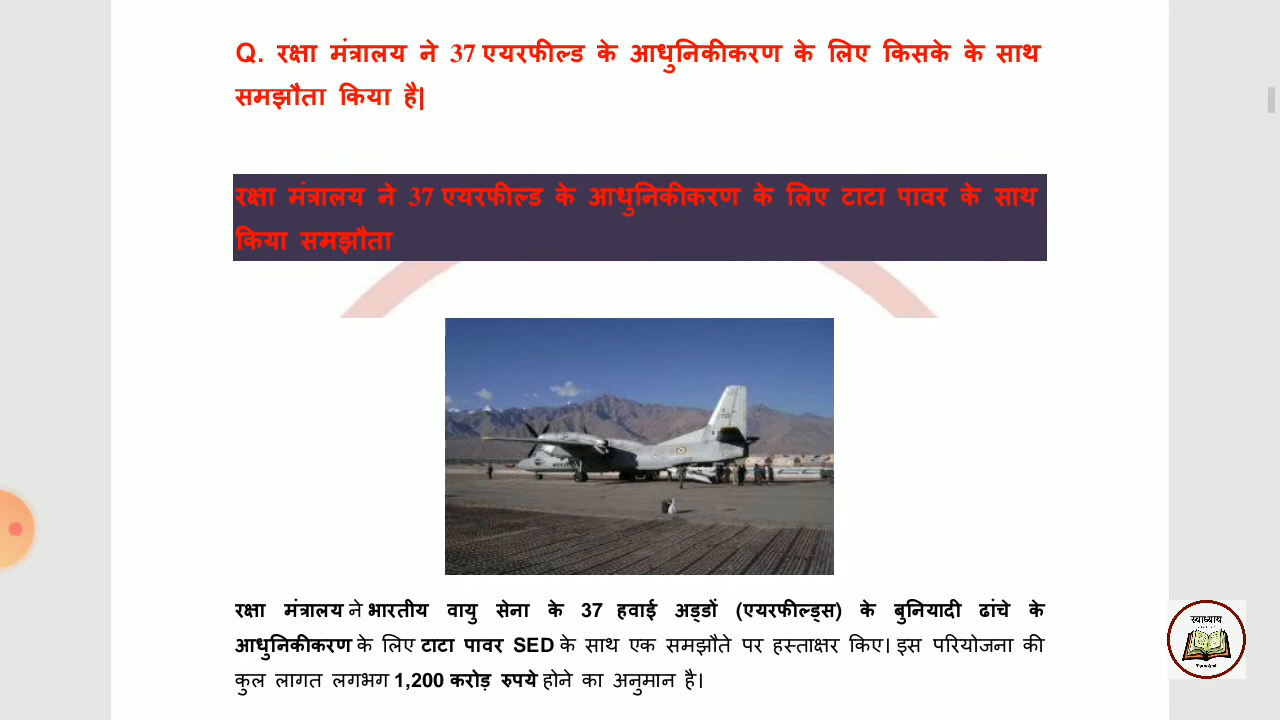 Q. रक्षा मंत्रालय ने 37 एयरफील्ड के आधुनिकीकरण के लिए किसके के साथ
समझौता किया है|
रक्षा मंत्रालय ने 37 एयरफील्ड के आधुनिकीकरण के लिए टाटा पावर के साथ
किया समझौता
रक्षा मंत्रालय ने भारतीय वायु सेना के 37 हवाई अड्डों (एयरफील्ड्स) के बुनियादी ढांचे के
आधुनिकीकरण के लिए टाटा पावर SED के साथ एक समझौते पर हस्ताक्षर किए। इस परियोजना की
कुल लागत लगभग 1,200 करोड़ रुपये होने का अनुमान है।
स्वाध्याय